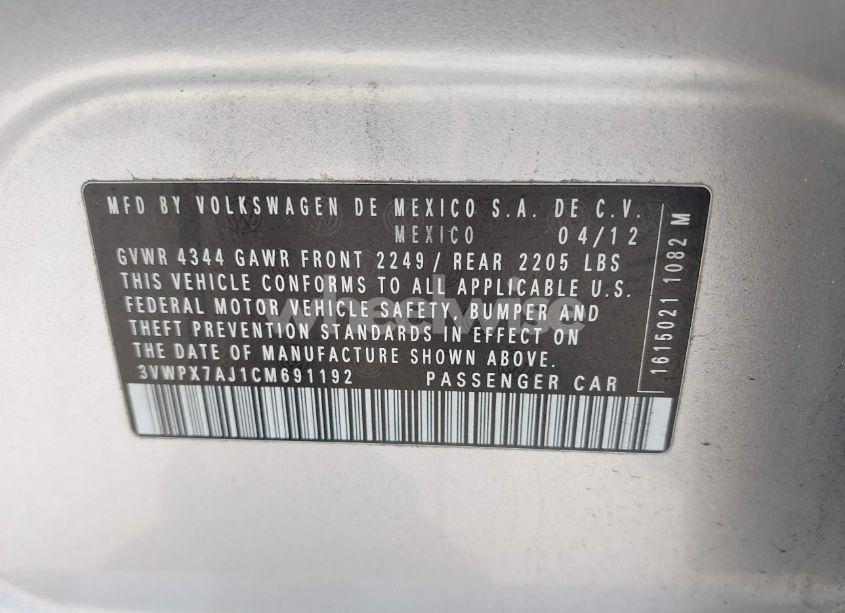 MFD BY VOLKSWAGEN DE MEXICO S.A. DE C.V.
MEXICO 04/12
GVWR 4344 GAWR FRONT 2249/ REAR 2205 LBS
THIS VEHICLE CONFORMS TO ALL APPLICABLE U.S.
FEDERAL MOTOR VEHICLE SAFETY, BUMPER AND
THEFT PREVENTION STANDARDS IN EFFECT ON
THE DATE OF MANUFACTURE SHOWN ABOVE.
3VWPX7AJ1CM691192 PASSENGER CAR
1615021 1082 M
wheelwise